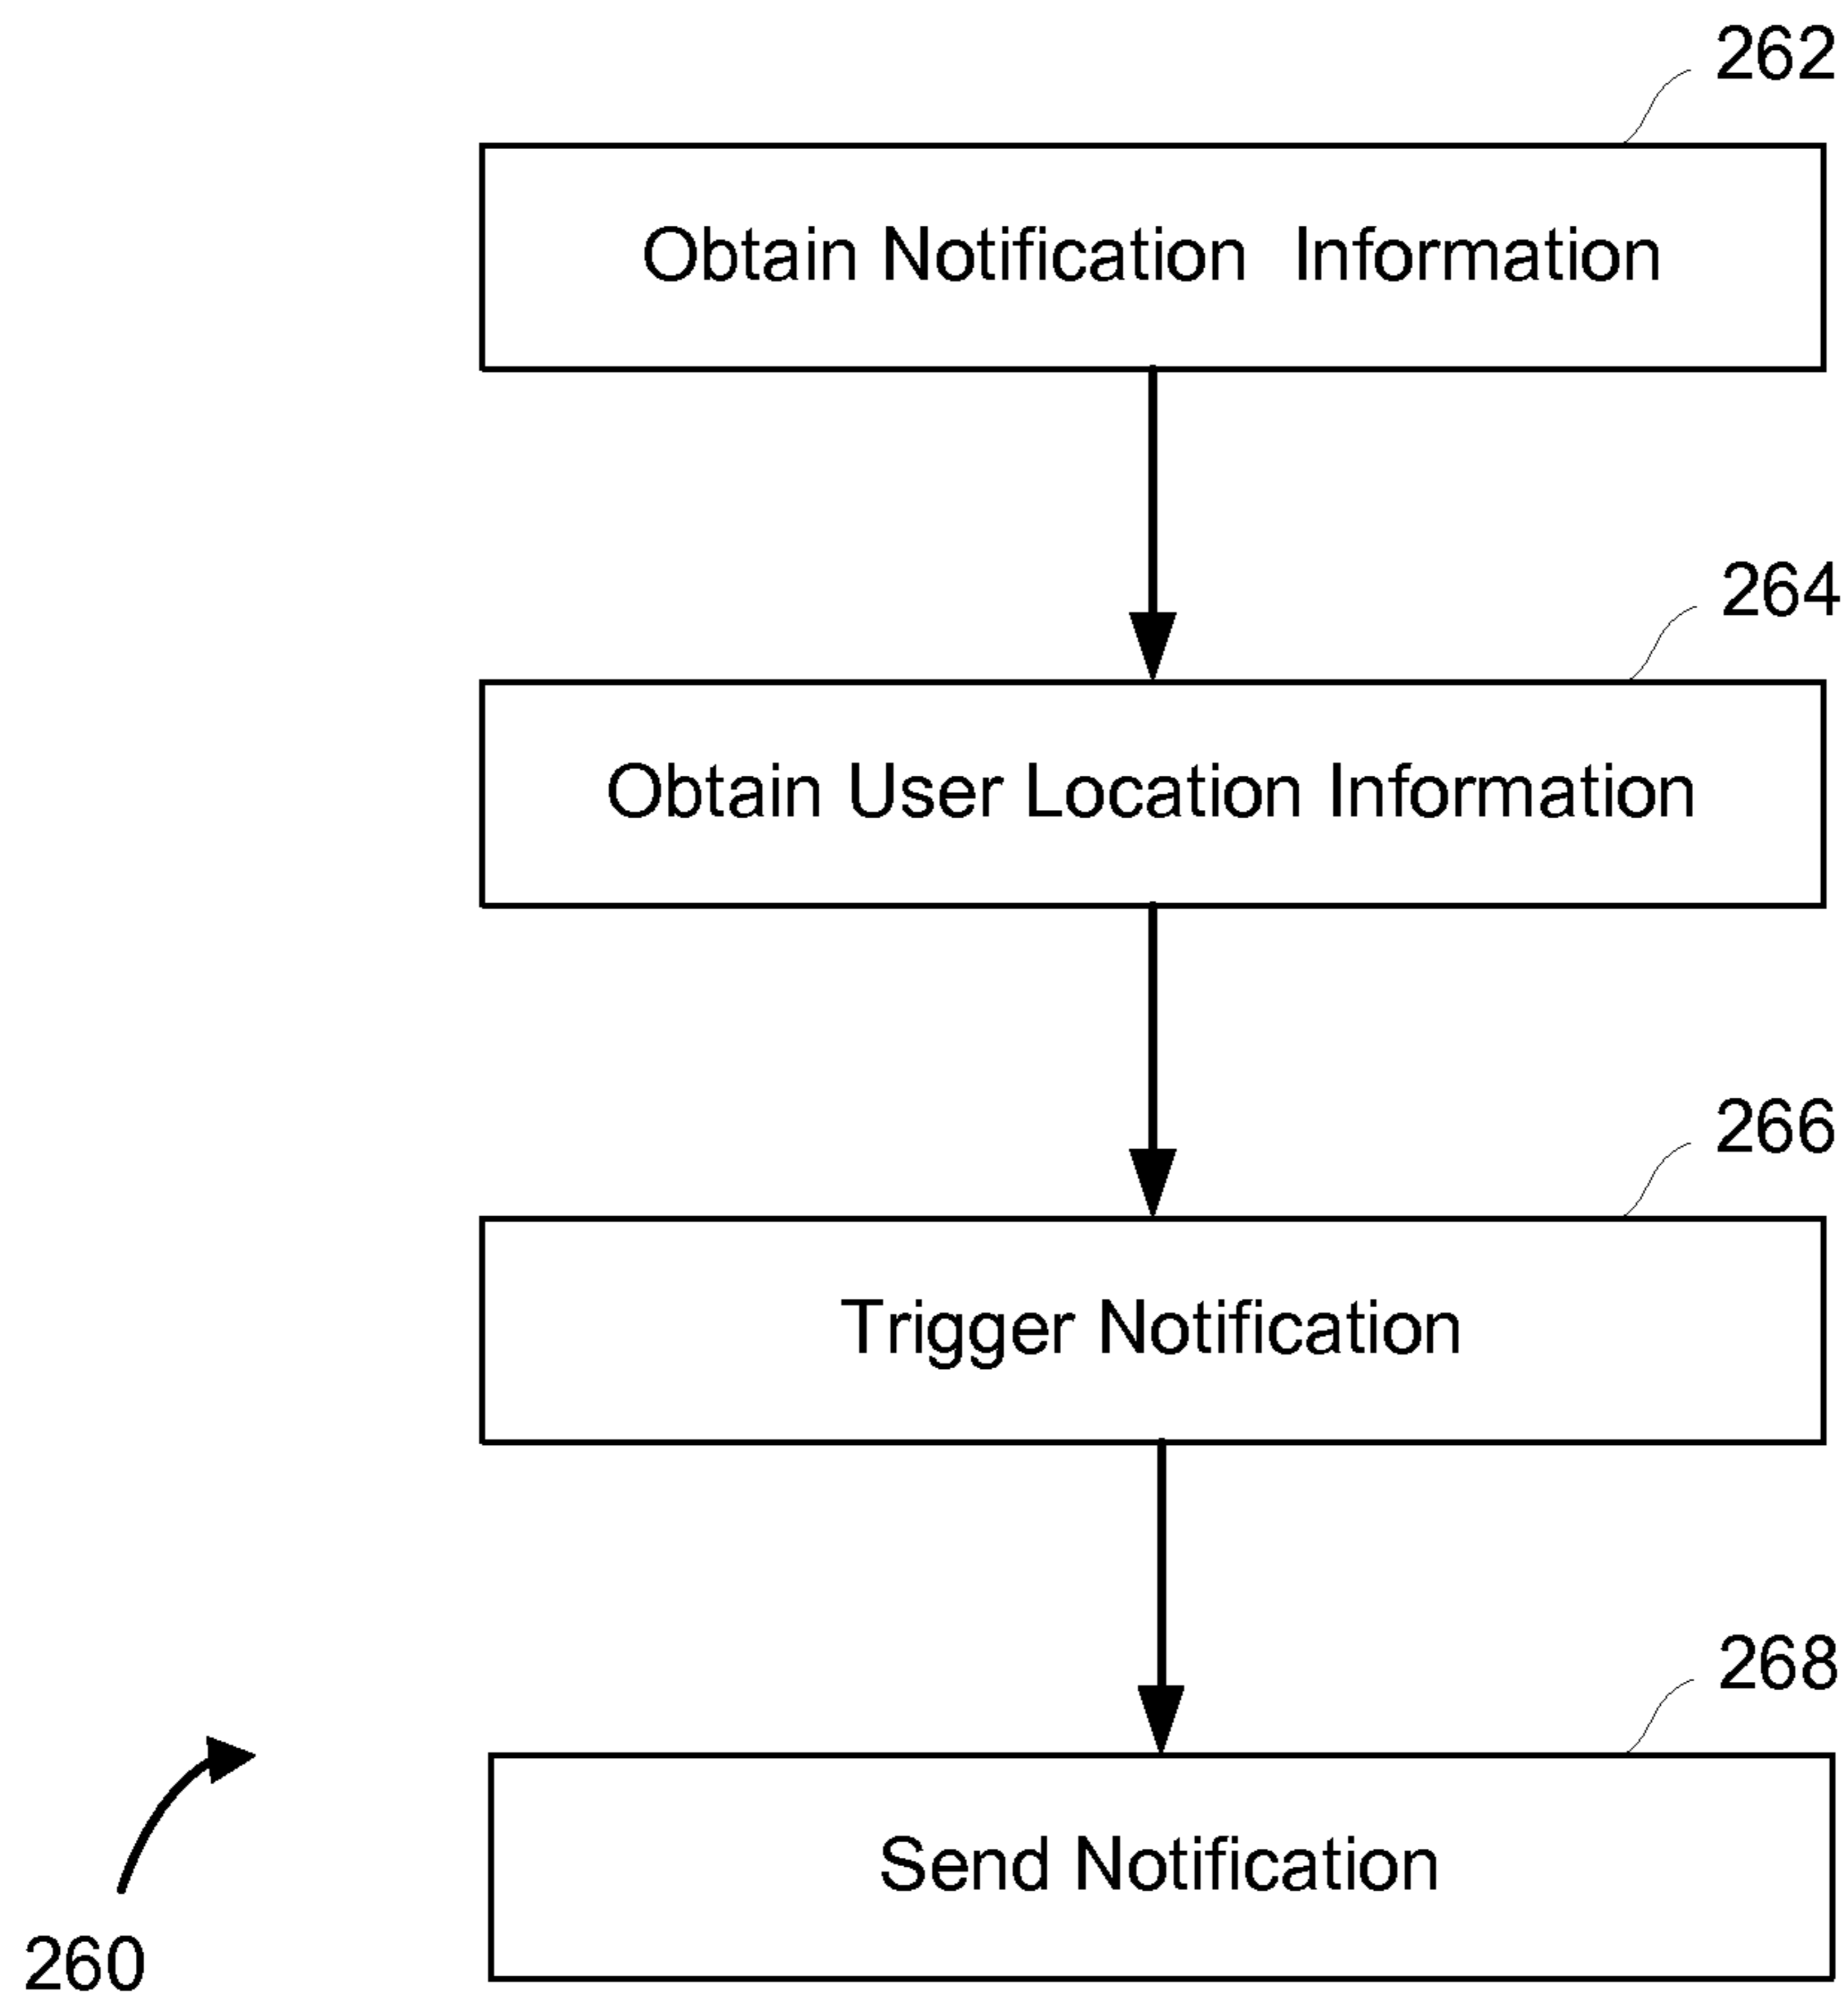 262
Obtain Notification Information
264
Obtain User Location Information
266
Trigger Notification
268
Send Notification
260